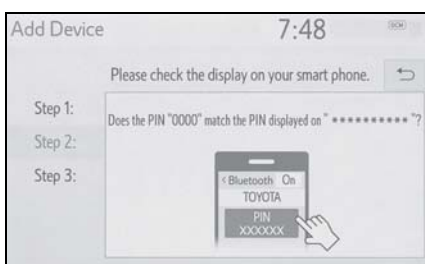 Add Device 7:48 DCM
Please check the display on your smart phone.
Step 1:
Does the PIN "0000" match the PIN displayed on "**********"?
Step 2:
Step 3:
< Bluetooth On
TOYOTA
PIN
XXXXXX